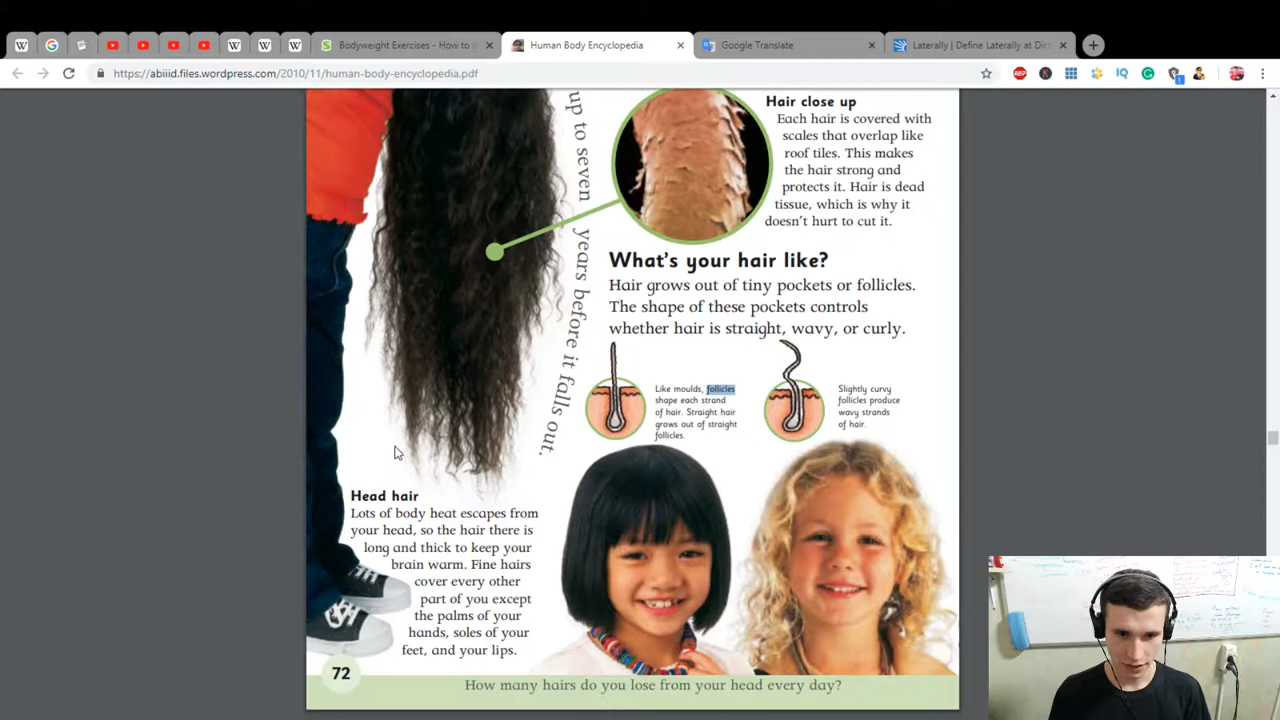 Bodyweight Exercises - How to d
Human Body Encyclopedia
Google Translate
Laterally | Define Laterally at Dict
https://abiiid.files.wordpress.com/2010/11/human-body-encyclopedia.pdf
up to seven years before it falls out.
Hair close up
Each hair is covered with
scales that overlap like
roof tiles. This makes
the hair strong and
protects it. Hair is dead
tissue, which is why it
doesn't hurt to cut it.
What's your hair like?
Hair grows out of tiny pockets or follicles.
The shape of these pockets controls
whether hair is straight, wavy, or curly.
Like moulds, follicles
shape each strand
of hair. Straight hair
grows out of straight
follicles.
Slightly curvy
follicles produce
wavy strands
of hair.
Head hair
Lots of body heat escapes from
your head, so the hair there is
long and thick to keep your
brain warm. Fine hairs
cover every other
part of you except
the palms of your
hands, soles of your
feet, and your lips.
72
How many hairs do you lose from your head every day?